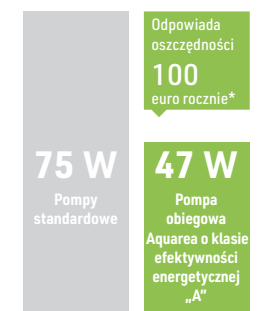 Odpowiada
oszczędności
100
euro rocznie*
75 W
Pompy
standardowe
47 W
Pompa
obiegowa
Aquarea o klasie
efektywności
energetycznej
„A”